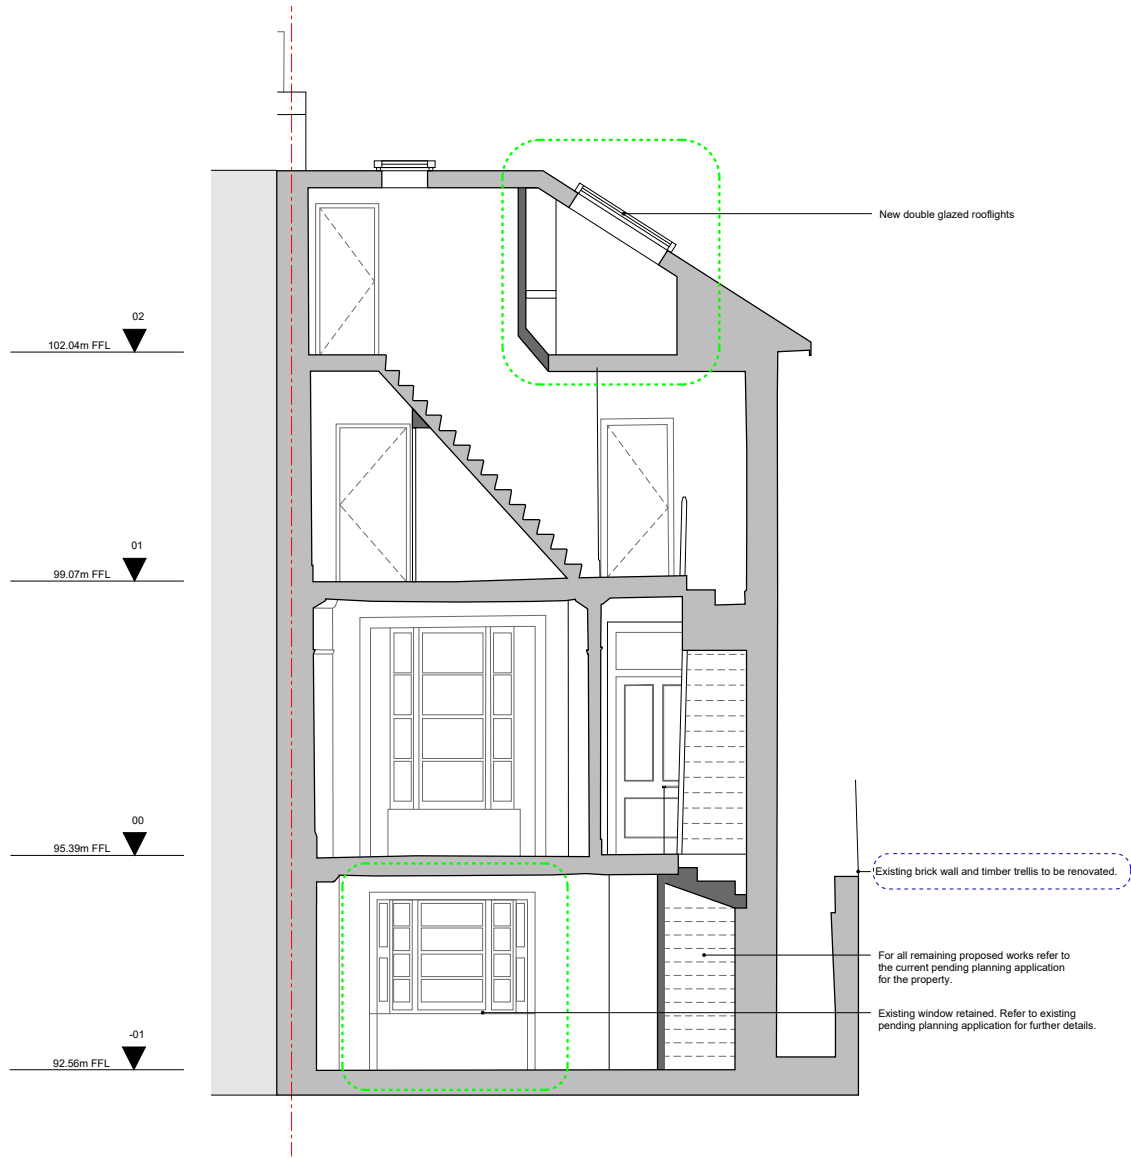 New double glazed rooflights
02
102.04m FFL
01
99.07m FFL
00
95.39m FFL
Existing brick wall and timber trellis to be renovated.
For all remaining proposed works refer to
the current pending planning application
for the property.
Existing window retained. Refer to existing
pending planning application for further details.
-01
92.56m FFL